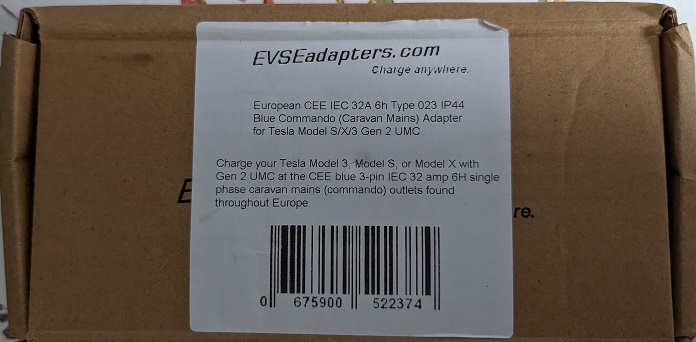 EVSEadapters.com
Charge anywhere.
European CEE IEC 32A 6h Type 023 IP44
Blue Commando (Caravan Mains) Adapter
for Tesla Model S/X/3 Gen 2 UMC
Charge your Tesla Model 3, Model S, or Model X with
Gen 2 UMC at the CEE blue 3-pin IEC 32 amp 6H single
phase caravan mains (commando) outlets found
throughout Europe.
E
re.
0 675900 522374